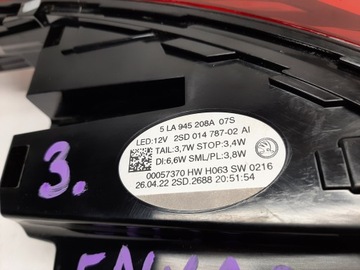 5 LA 945 208A 07S
LED:12V 2SD 014 787-02 AI
TAIL:3,7W STOP:3,4W
DI:6,6W SML/PL:3,8W
00057370 HW H063 SW 0216
26.04.22 2SD.2688 20:51:54
3.